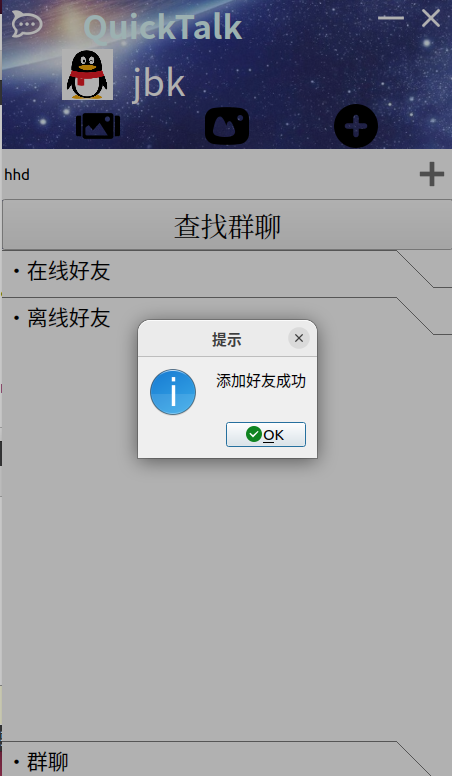 QuickTalk
jbk
hhd
查找群聊
· 在线好友
· 离线好友
提示
添加好友成功
OK
· 群聊